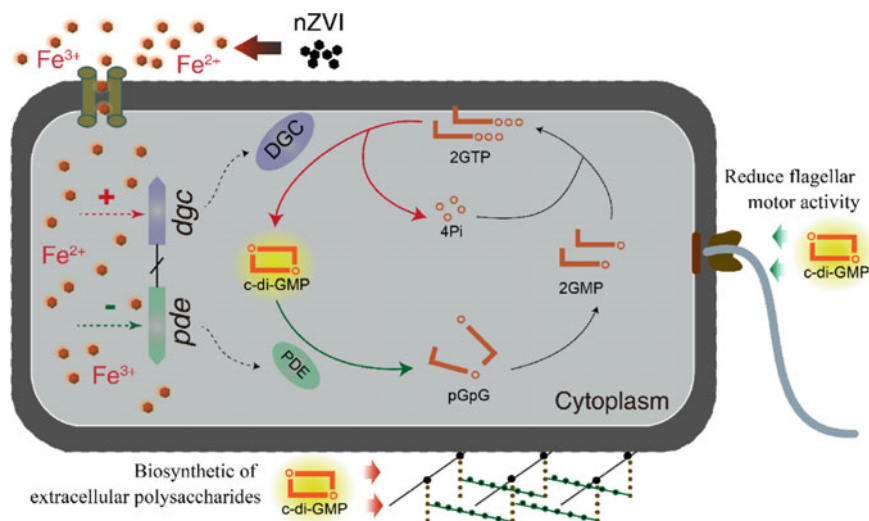 nZVI
Fe3+
Fe2+
DGC
2GTP
dgc
+
4Pi
Reduce flagellar
motor activity
Fe2+
c-di-GMP
c-di-GMP
2GMP
-
pde
PDE
Fe3+
pGpG
Cytoplasm
Biosynthetic of
extracellular polysaccharides
c-di-GMP